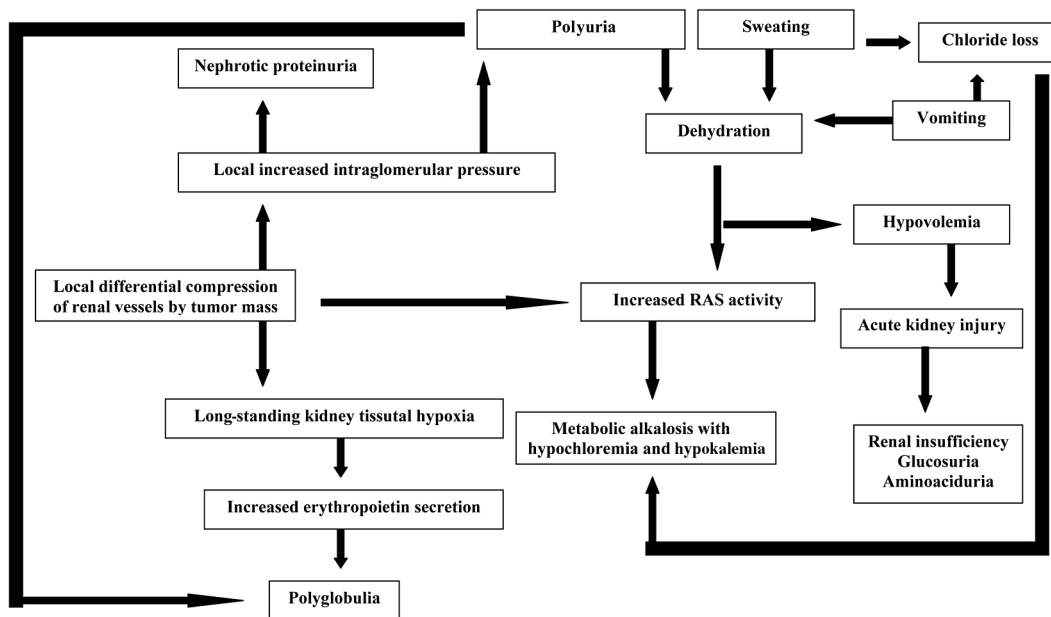 Polyuria
Sweating
Chloride loss
Nephrotic proteinuria
Vomiting
Dehydration
Local increased intraglomerular pressure
Hypovolemia
Local differential compression
of renal vessels by tumor mass
Increased RAS activity
Acute kidney injury
Long-standing kidney tissutal hypoxia
Metabolic alkalosis with
hypochloremia and hypokalemia
Renal insufficiency
Glucosuria
Aminoaciduria
Increased erythropoietin secretion
Polyglobulia